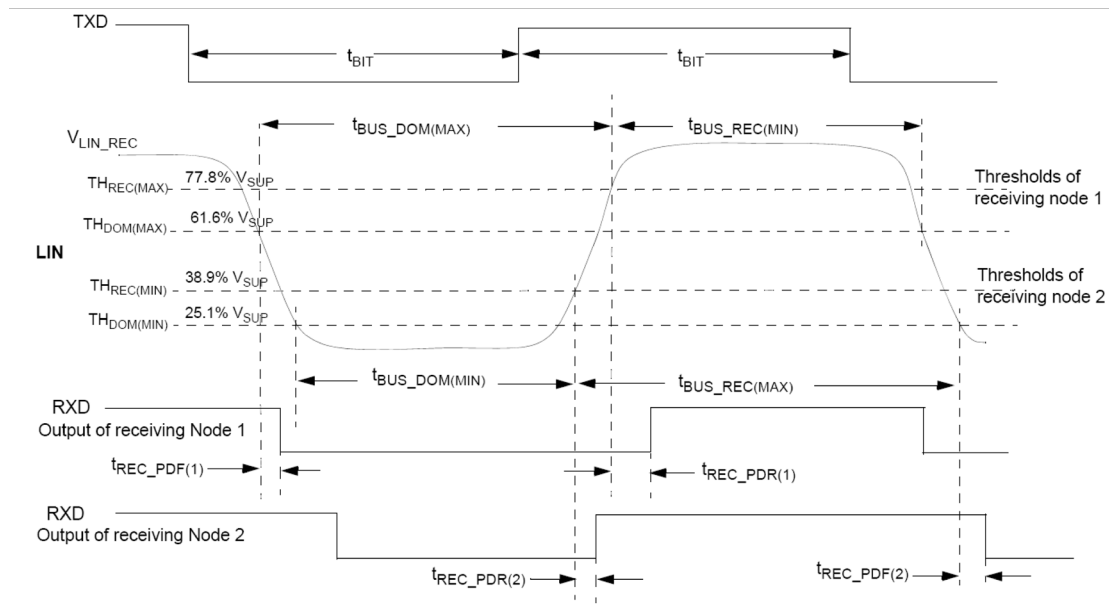 TXD
tBIT
tBIT
tBUS_DOM(MAX)
tBUS_REC(MIN)
VLIN_REC
THREC(MAX) 77.8% VSUP
Thresholds of
receiving node 1
THDOM(MAX) 61.6% VSUP
LIN
THREC(MIN) 38.9% VSUP
Thresholds of
receiving node 2
THDOM(MIN) 25.1% VSUP
tBUS_DOM(MIN)
tBUS_REC(MAX)
RXD
Output of receiving Node 1
tREC_PDF(1)
tREC_PDR(1)
RXD
Output of receiving Node 2
tREC_PDR(2)
tREC_PDF(2)